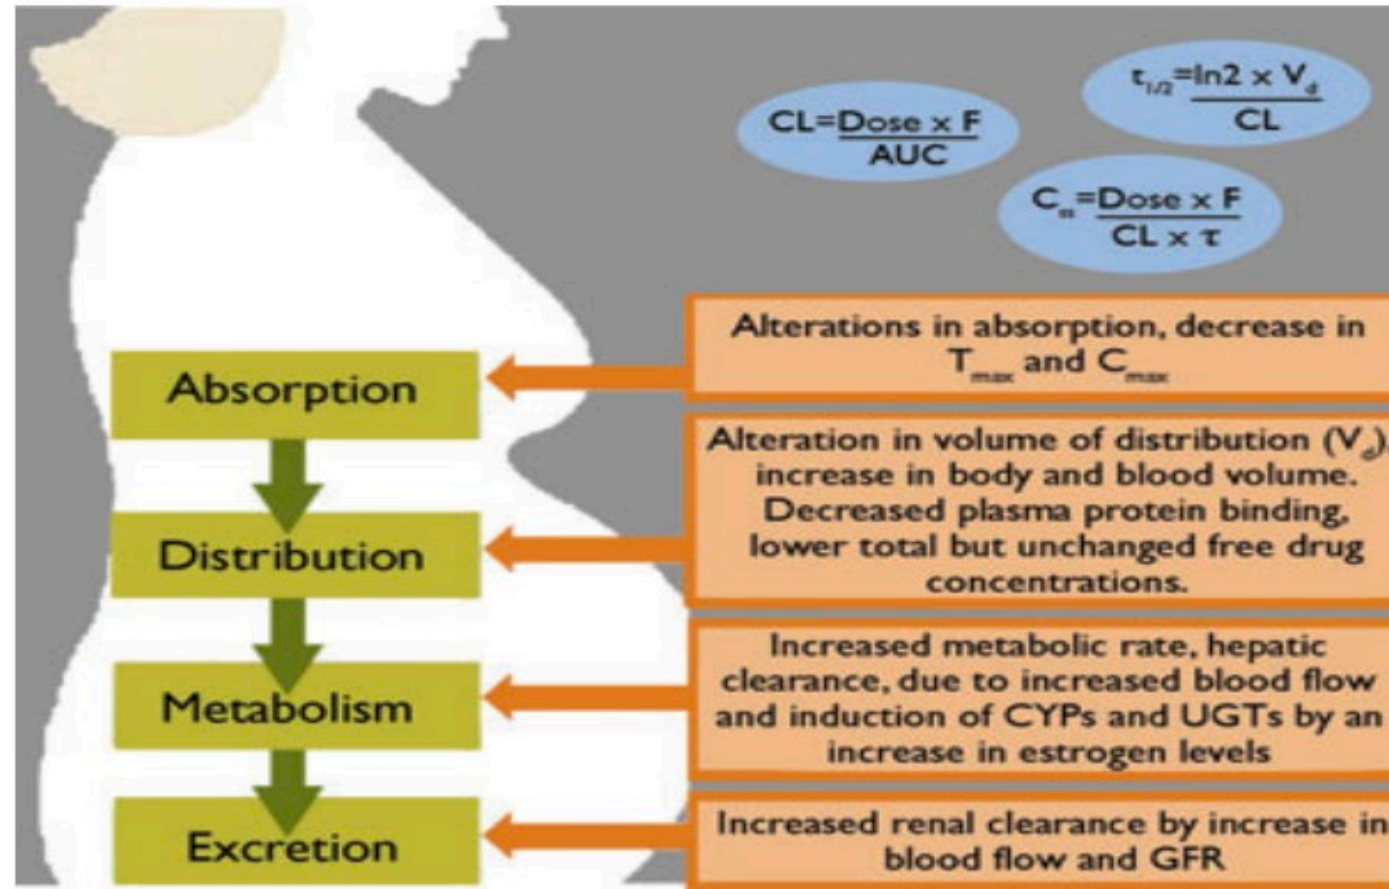 CL=Dose x F
AUC
t1/2=ln2 x Vd
CL
Css=Dose x F
CL x τ
Absorption
Distribution
Metabolism
Excretion
Alterations in absorption, decrease in
Tmax and Cmax
Alteration in volume of distribution (Vd),
increase in body and blood volume.
Decreased plasma protein binding,
lower total but unchanged free drug
concentrations.
Increased metabolic rate, hepatic
clearance, due to increased blood flow
and induction of CYPs and UGTs by an
increase in estrogen levels
Increased renal clearance by increase in
blood flow and GFR